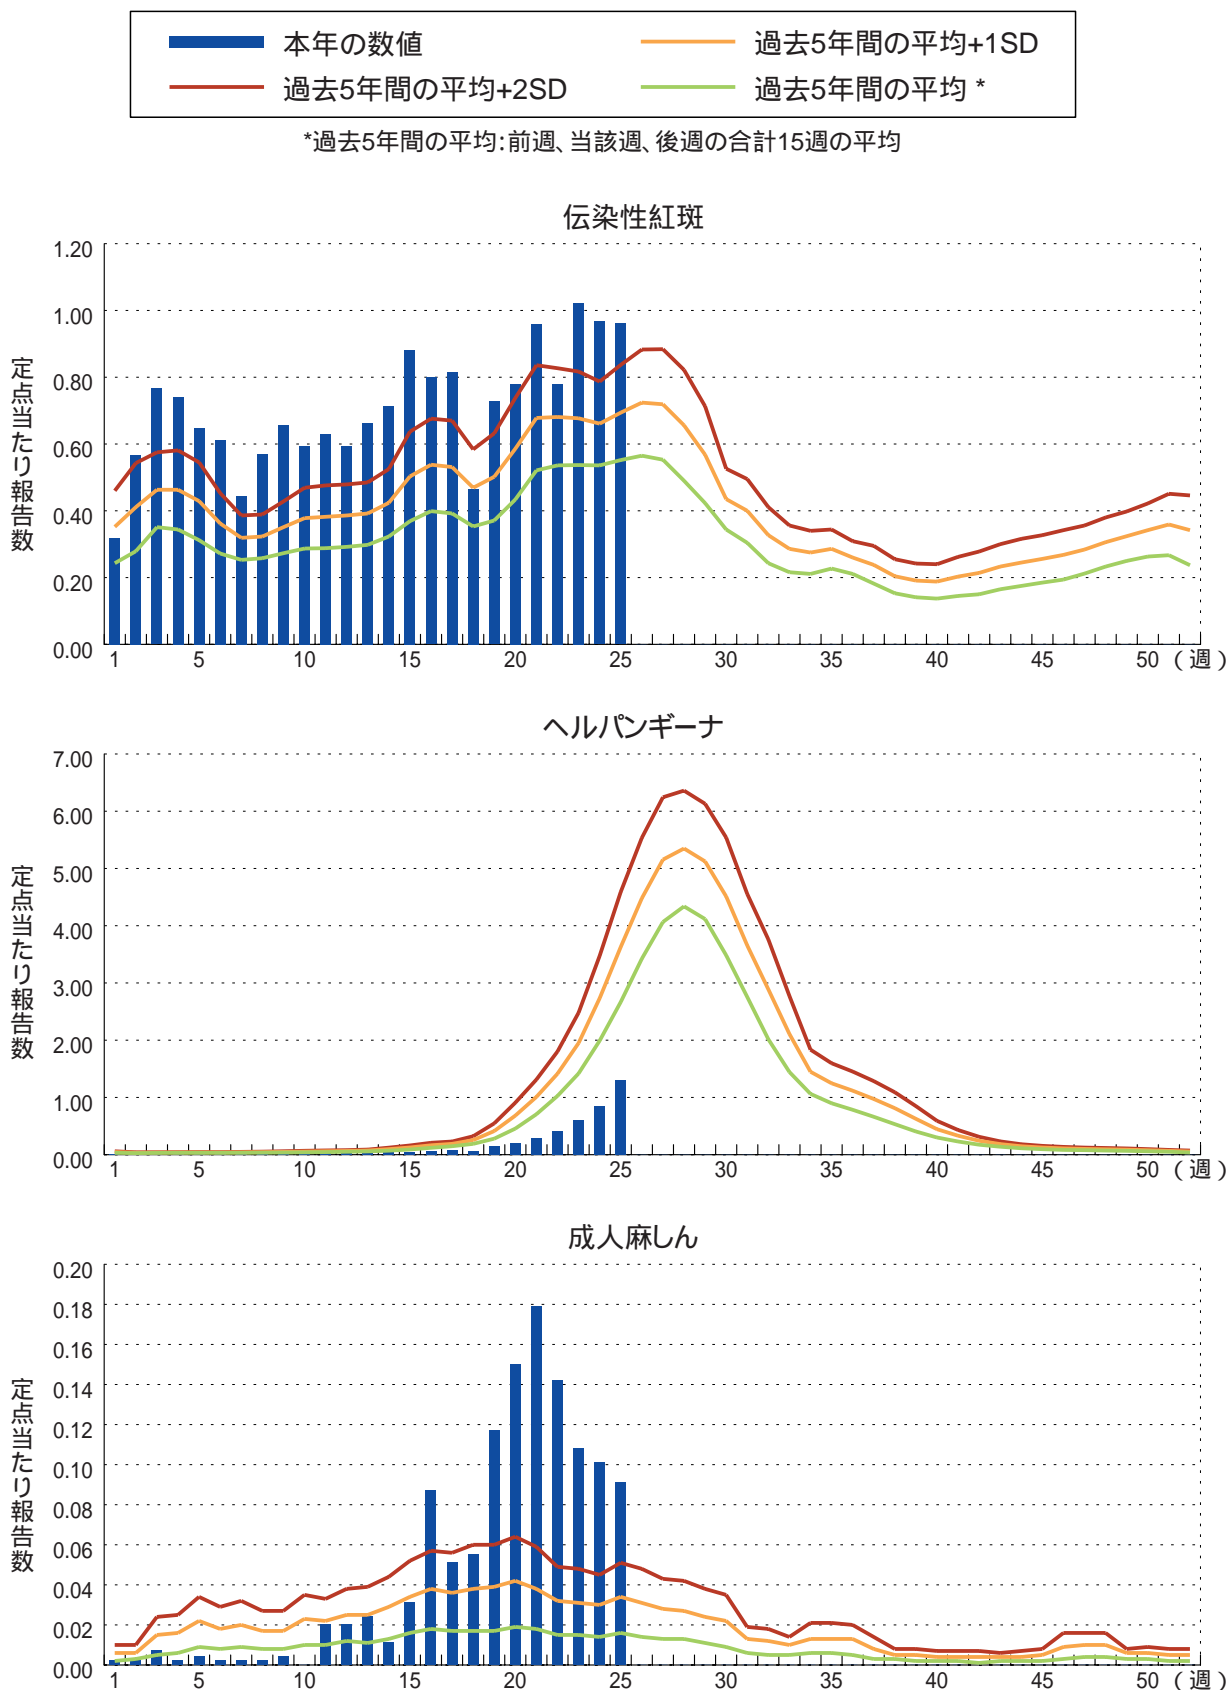 本年の数値
過去5年間の平均+1SD
過去5年間の平均+2SD
過去5年間の平均 *
*過去5年間の平均:前週、当該週、後週の合計15週の平均
伝染性紅斑
定点当たり報告数
1.20
1.00
0.80
0.60
0.40
0.20
0.00
1 5 10 15 20 25 30 35 40 45 50 (週)
ヘルパンギーナ
定点当たり報告数
7.00
6.00
5.00
4.00
3.00
2.00
1.00
0.00
1 5 10 15 20 25 30 35 40 45 50 (週)
成人麻しん
定点当たり報告数
0.20
0.18
0.16
0.14
0.12
0.10
0.08
0.06
0.04
0.02
0.00
1 5 10 15 20 25 30 35 40 45 50 (週)